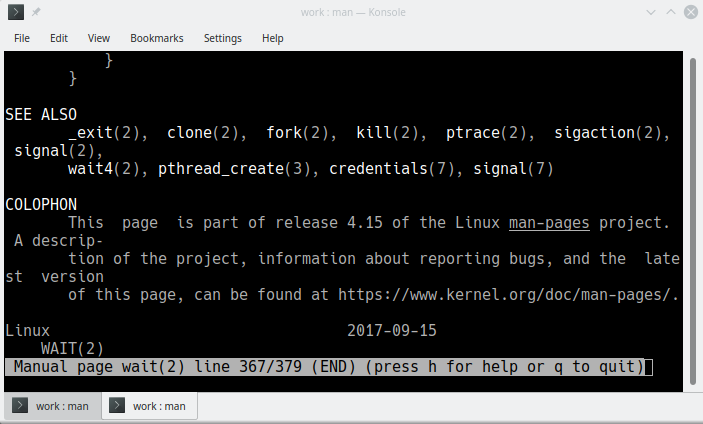 work : man — Konsole
File Edit View Bookmarks Settings Help
}
}
SEE ALSO
_exit(2), clone(2), fork(2), kill(2), ptrace(2), sigaction(2),
signal(2),
wait4(2), pthread_create(3), credentials(7), signal(7)
COLOPHON
This page is part of release 4.15 of the Linux man-pages project.
A descrip-
tion of the project, information about reporting bugs, and the late
st version
of this page, can be found at https://www.kernel.org/doc/man-pages/.
Linux 2017-09-15
WAIT(2)
Manual page wait(2) line 367/379 (END) (press h for help or q to quit)
work : man work : man